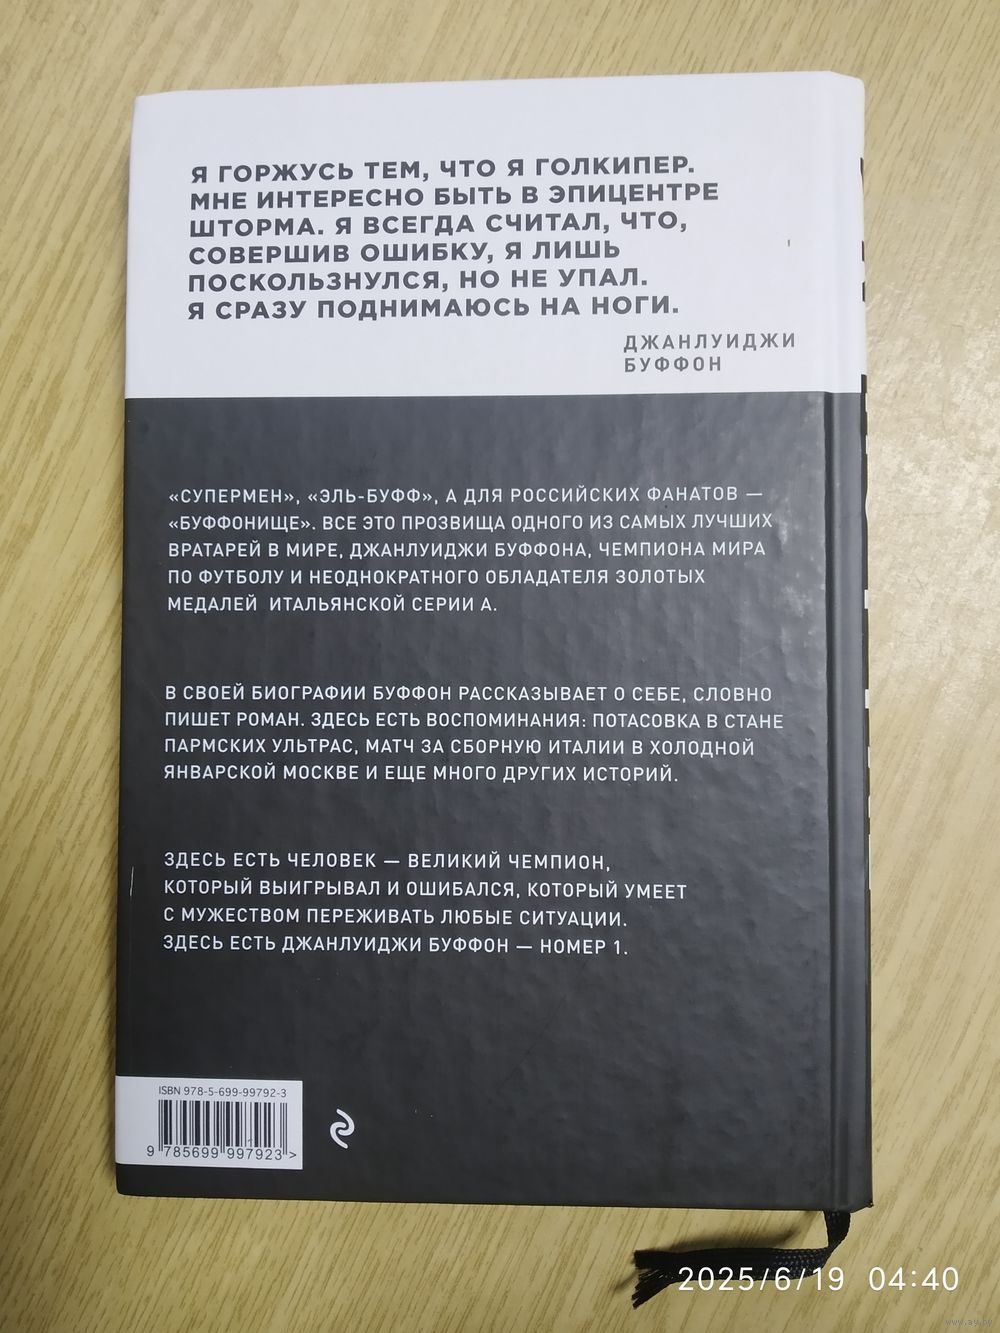 Я ГОРЖУСЬ ТЕМ, ЧТО Я ГОЛКИПЕР.
МНЕ ИНТЕРЕСНО БЫТЬ В ЭПИЦЕНТРЕ
ШТОРМА. Я ВСЕГДА СЧИТАЛ, ЧТО,
СОВЕРШИВ ОШИБКУ, Я ЛИШЬ
ПОСКОЛЬЗНУЛСЯ, НО НЕ УПАЛ.
Я СРАЗУ ПОДНИМАЮСЬ НА НОГИ.
ДЖАНЛУИДЖИ
БУФФОН
«СУПЕРМЕН», «ЭЛЬ-БУФФ», А ДЛЯ РОССИЙСКИХ ФАНАТОВ —
«БУФФОНИЩЕ». ВСЕ ЭТО ПРОЗВИЩА ОДНОГО ИЗ САМЫХ ЛУЧШИХ
ВРАТАРЕЙ В МИРЕ, ДЖАНЛУИДЖИ БУФФОНА, ЧЕМПИОНА МИРА
ПО ФУТБОЛУ И НЕОДНОКРАТНОГО ОБЛАДАТЕЛЯ ЗОЛОТЫХ
МЕДАЛЕЙ ИТАЛЬЯНСКОЙ СЕРИИ А.
В СВОЕЙ БИОГРАФИИ БУФФОН РАССКАЗЫВАЕТ О СЕБЕ, СЛОВНО
ПИШЕТ РОМАН. ЗДЕСЬ ЕСТЬ ВОСПОМИНАНИЯ: ПОТАСОВКА В СТАНЕ
ПАРМСКИХ УЛЬТРАС, МАТЧ ЗА СБОРНУЮ ИТАЛИИ В ХОЛОДНОЙ
ЯНВАРСКОЙ МОСКВЕ И ЕЩЕ МНОГО ДРУГИХ ИСТОРИЙ.
ЗДЕСЬ ЕСТЬ ЧЕЛОВЕК — ВЕЛИКИЙ ЧЕМПИОН,
КОТОРЫЙ ВЫИГРЫВАЛ И ОШИБАЛСЯ, КОТОРЫЙ УМЕЕТ
С МУЖЕСТВОМ ПЕРЕЖИВАТЬ ЛЮБЫЕ СИТУАЦИИ.
ЗДЕСЬ ЕСТЬ ДЖАНЛУИДЖИ БУФФОН — НОМЕР 1.
ISBN 978-5-699-99792-3
9 785699 997923 >
2025/6/19 04:40
www.ay.by